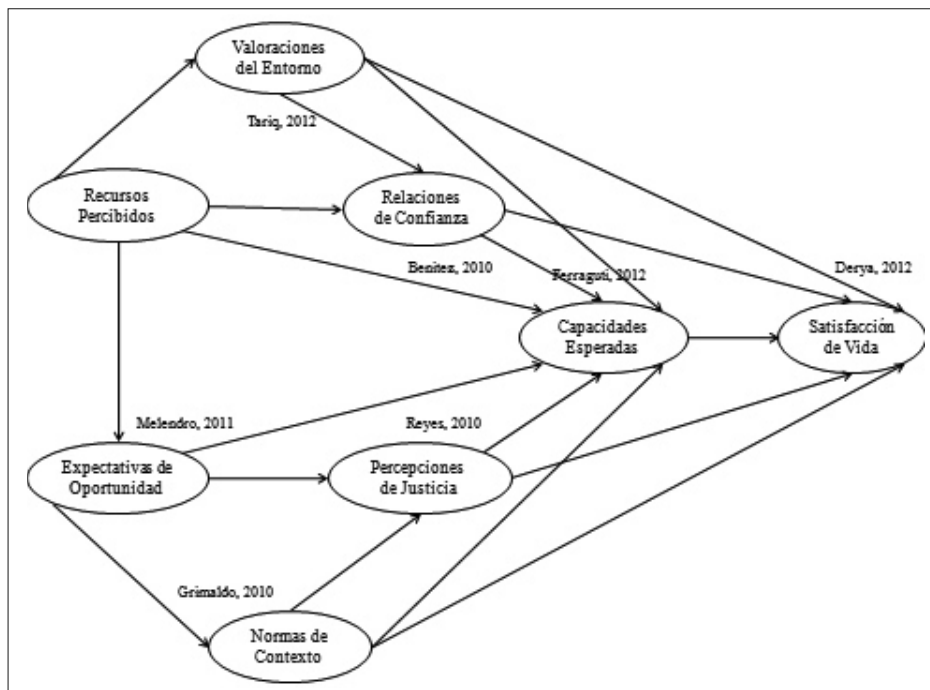 Valoraciones
del Entorno
Tariq, 2012
Recursos
Percibidos
Relaciones
de Confianza
Benitez, 2010
Ferraguti, 2012
Derya, 2012
Capacidades
Esperadas
Satisfacción
de Vida
Melendro, 2011
Reyes, 2010
Expectativas de
Oportunidad
Percepciones
de Justicia
Grimaldo, 2010
Normas de
Contexto